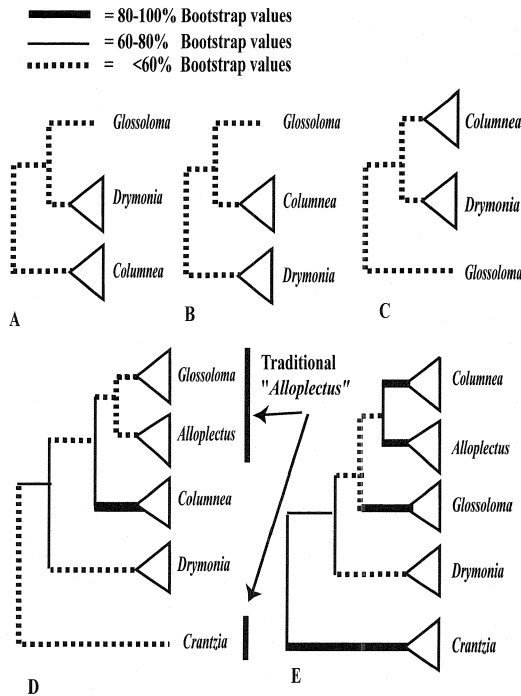 = 80-100% Bootstrap values
= 60-80% Bootstrap values
= <60% Bootstrap values
Glossoloma
Drymonia
Columnea
A
Glossoloma
Columnea
Drymonia
B
Columnea
Drymonia
Glossoloma
C
Glossoloma
Alloplectus
Columnea
Drymonia
Crantzia
D
Traditional
"Alloplectus"
Columnea
Alloplectus
Glossoloma
Drymonia
Crantzia
E